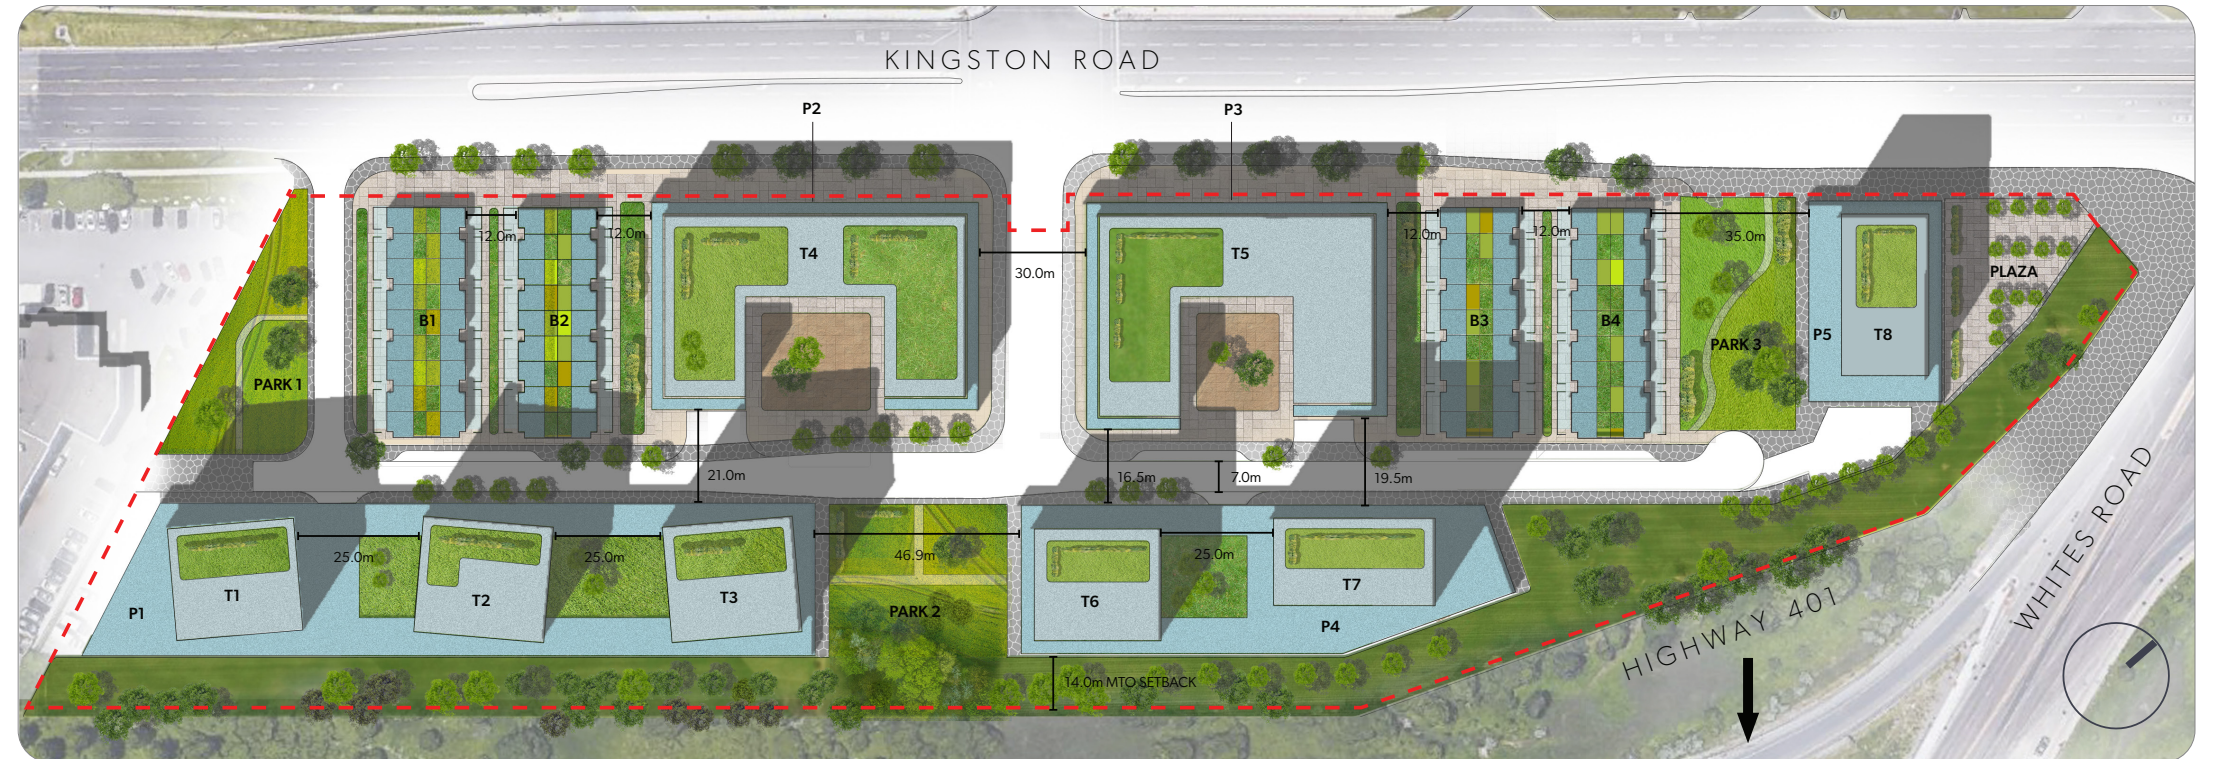 KINGSTON ROAD
P2
P3
12.0m
12.0m
T4
30.0m
T5
12.0m
12.0m
35.0m
PLAZA
B1
B2
B3
B4
PARK 3
P5
T8
PARK 1
21.0m
16.5m
7.0m
19.5m
25.0m
25.0m
46.9m
25.0m
T1
T2
T3
P1
PARK 2
T6
T7
P4
14.0m MTO SETBACK
HIGHWAY 401
WHITES ROAD